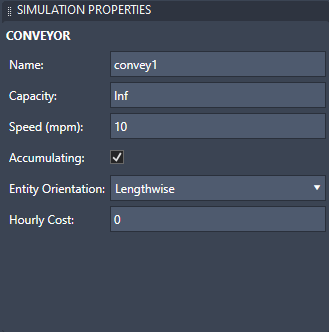 SIMULATION PROPERTIES
CONVEYOR
Name: convey1
Capacity: Inf
Speed (mpm): 10
Accumulating:
Entity Orientation: Lengthwise
Hourly Cost: 0